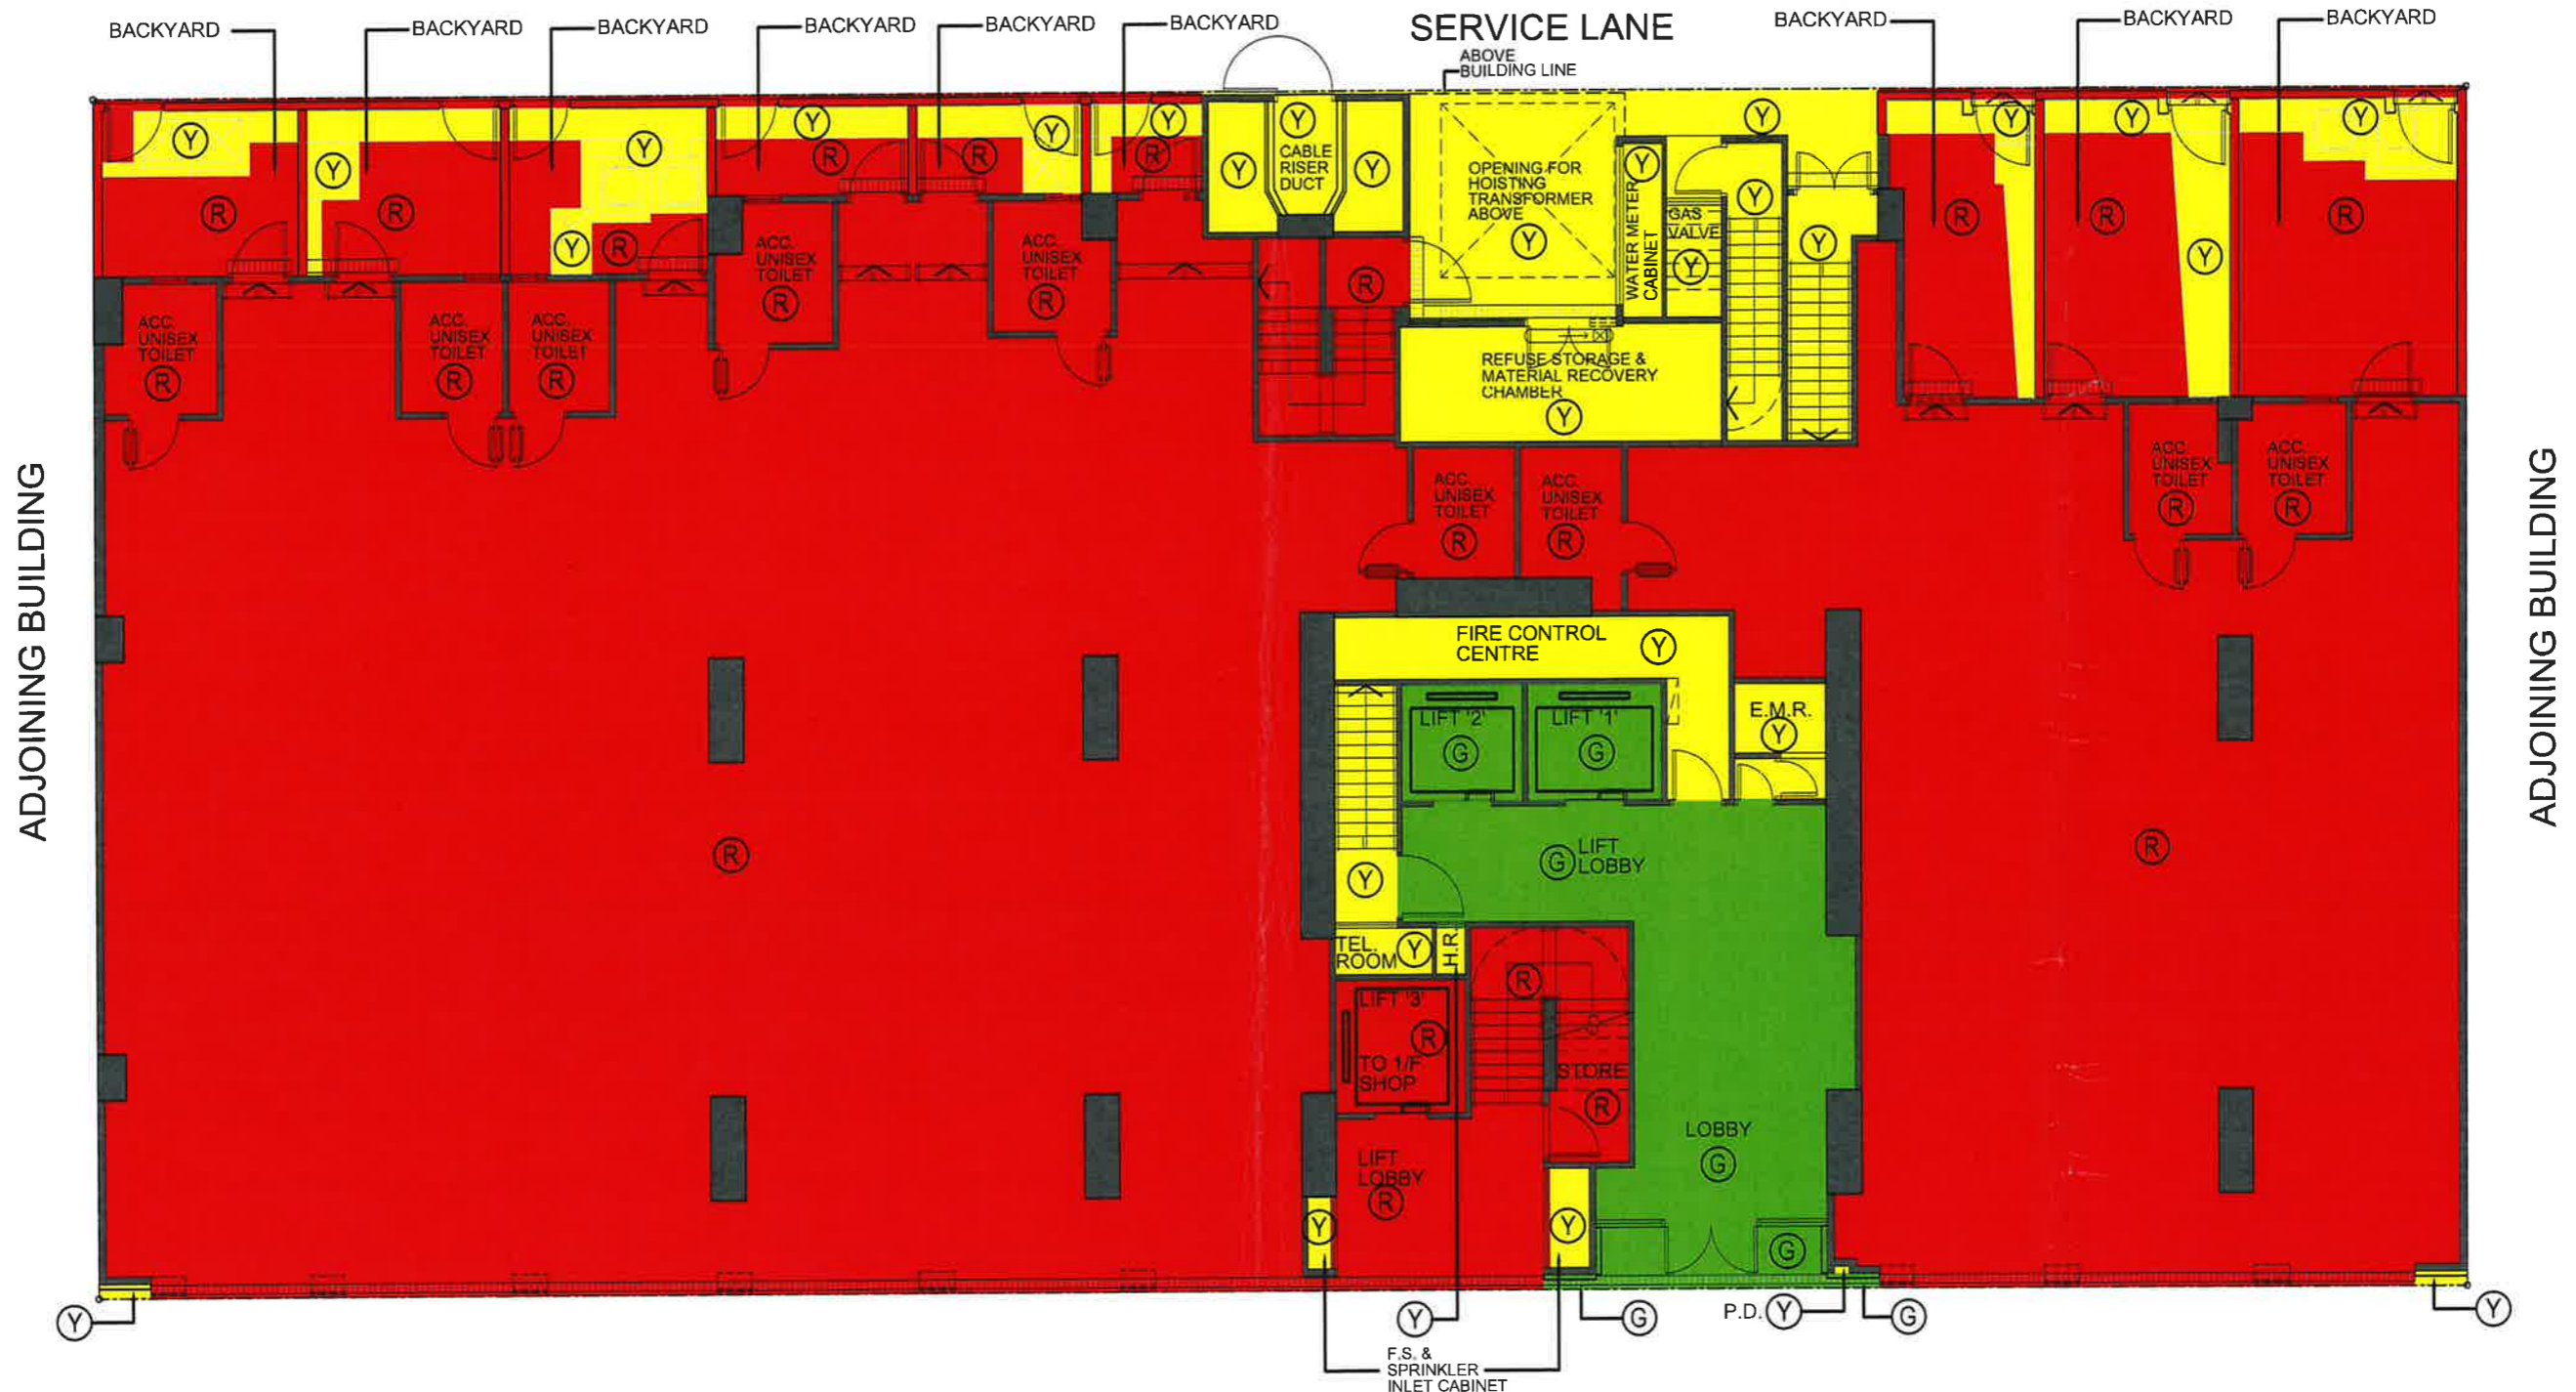 SERVICE LANE
BACKYARD
BACKYARD
BACKYARD
BACKYARD
BACKYARD
BACKYARD
BACKYARD
BACKYARD
BACKYARD
ABOVE
BUILDING LINE
Y
Y
Y
Y
Y
Y
Y
Y
Y
Y
Y
Y
Y
Y
CABLE
RISER
DUCT
Y
Y
OPENING FOR
HOISTING
TRANSFORMER
ABOVE
Y
WATER METER
CABINET
Y
GAS
VALVE
Y
Y
Y
R
R
R
R
R
R
R
R
R
R
ACC.
UNISEX
TOILET
R
ACC.
UNISEX
TOILET
R
ACC.
UNISEX
TOILET
R
ACC.
UNISEX
TOILET
R
ACC.
UNISEX
TOILET
R
REFUSE STORAGE &
MATERIAL RECOVERY
CHAMBER
Y
ACC.
UNISEX
TOILET
R
ACC.
UNISEX
TOILET
R
ACC.
UNISEX
TOILET
R
ACC.
UNISEX
TOILET
R
ADJOINING BUILDING
ADJOINING BUILDING
FIRE CONTROL
CENTRE
Y
LIFT '2'
G
LIFT '1'
G
E.M.R.
Y
R
R
G
LIFT
LOBBY
Y
TEL.
ROOM
Y
H.R.
R
LIFT '3'
R
TO 1/F
SHOP
STORE
R
LOBBY
G
LIFT
LOBBY
R
Y
Y
G
Y
Y
G
P.D.
Y
G
Y
F.S. &
SPRINKLER
INLET CABINET